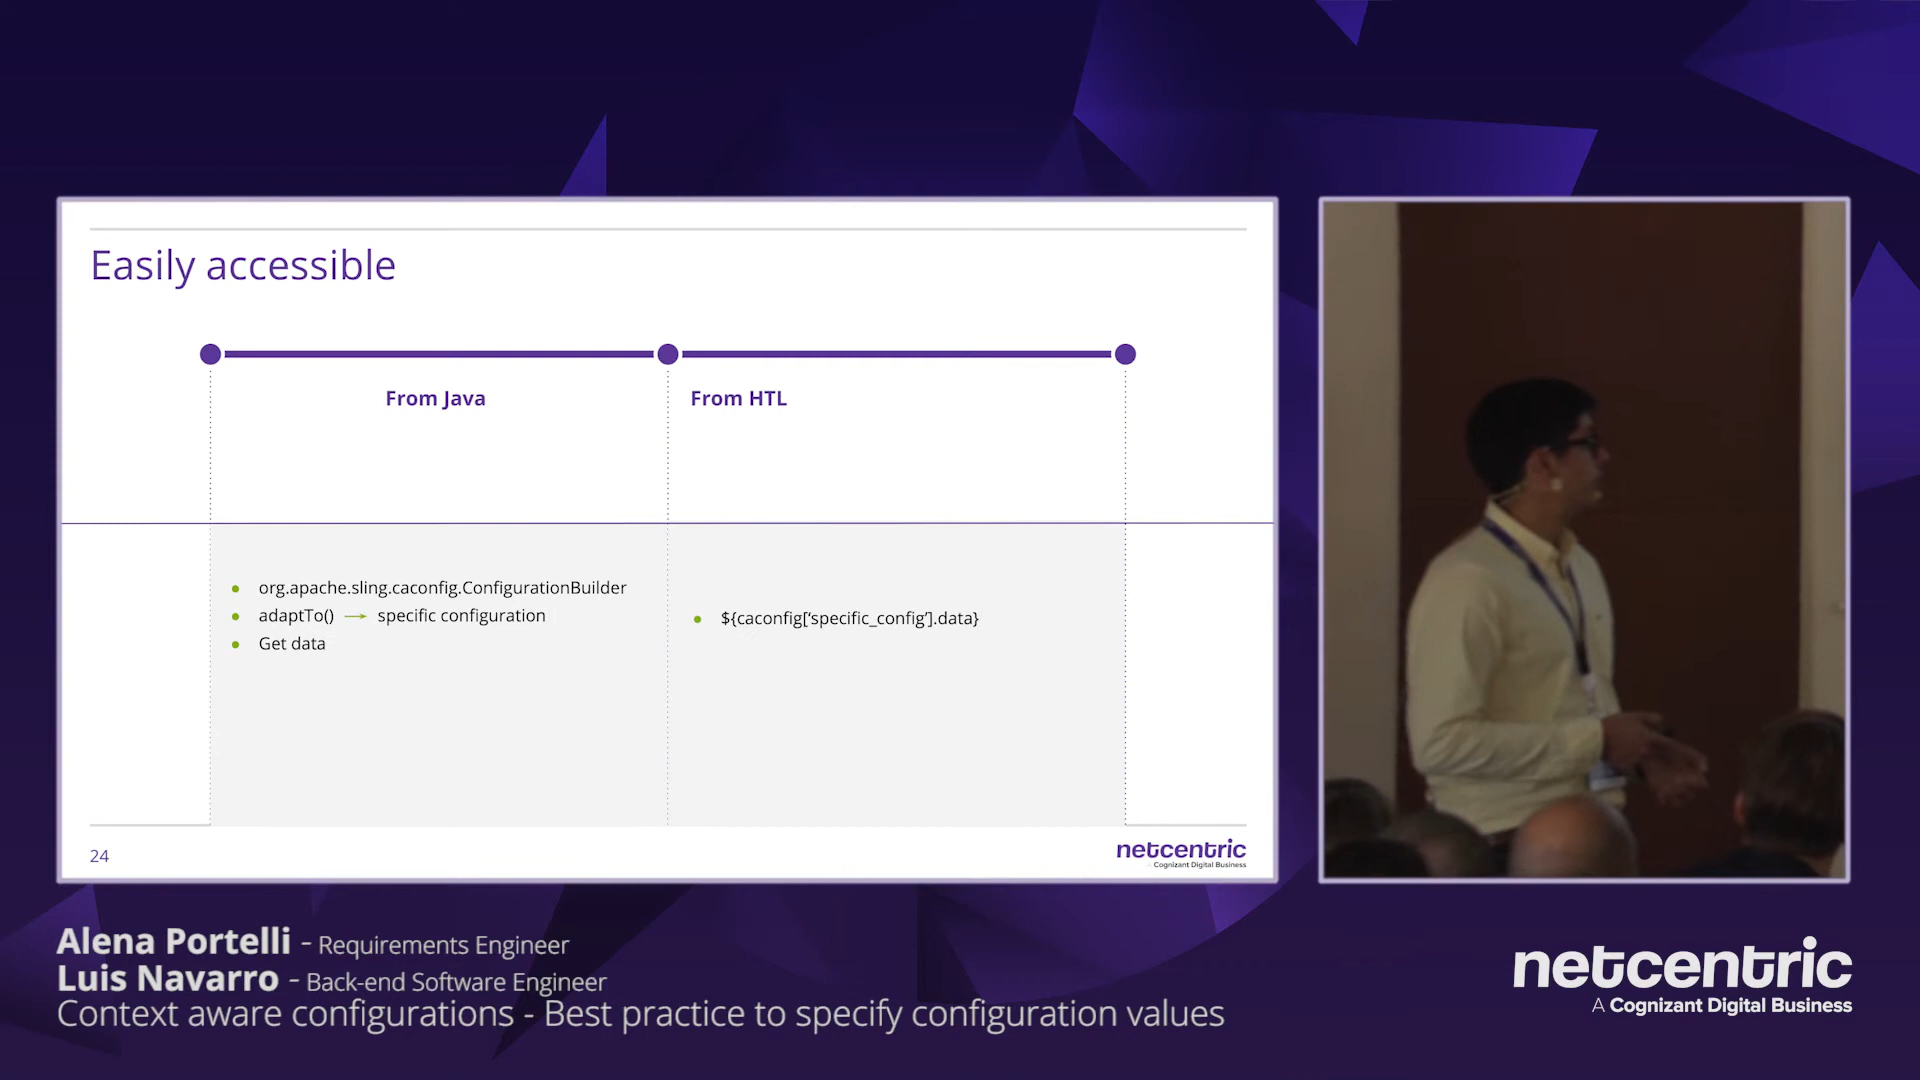 Easily accessible
From Java
From HTL
org.apache.sling.caconfig.ConfigurationBuilder
adaptTo() → specific configuration
Get data
${caconfig[‘specific_config’].data}
24
netcentric
Cognizant Digital Business
Alena Portelli - Requirements Engineer
Luis Navarro - Back-end Software Engineer
Context aware configurations - Best practice to specify configuration values
netcentric
A Cognizant Digital Business